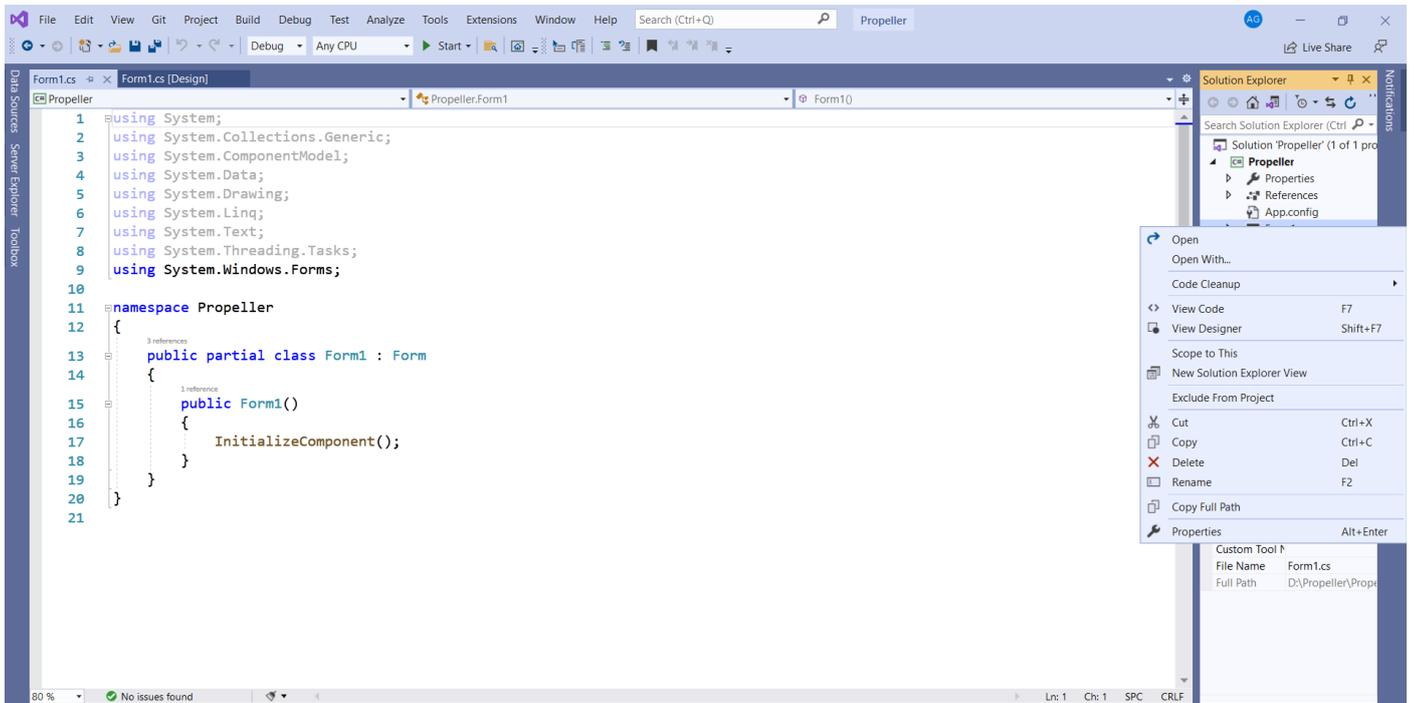 File Edit View Git Project Build Debug Test Analyze Tools Extensions Window Help Search (Ctrl+Q) Propeller AG
Debug Any CPU Start Live Share
Data Sources
Server Explorer
Toolbox
Form1.cs Form1.cs [Design]
C# Propeller Propeller.Form1 Form1()
1 using System;
2 using System.Collections.Generic;
3 using System.ComponentModel;
4 using System.Data;
5 using System.Drawing;
6 using System.Linq;
7 using System.Text;
8 using System.Threading.Tasks;
9 using System.Windows.Forms;
10
11 namespace Propeller
12 {
3 references
13 public partial class Form1 : Form
14 {
1 reference
15 public Form1()
16 {
17 InitializeComponent();
18 }
19 }
20 }
21
Solution Explorer
Search Solution Explorer (Ctrl
Solution 'Propeller' (1 of 1 pro
C# Propeller
Properties
References
App.config
Notifications
Open
Open With...
Code Cleanup
View Code F7
View Designer Shift+F7
Scope to This
New Solution Explorer View
Exclude From Project
Cut Ctrl+X
Copy Ctrl+C
Delete Del
Rename F2
Copy Full Path
Properties Alt+Enter
Custom Tool N
File Name Form1.cs
Full Path D:\Propeller\Prope
80 % No issues found Ln: 1 Ch: 1 SPC CRLF